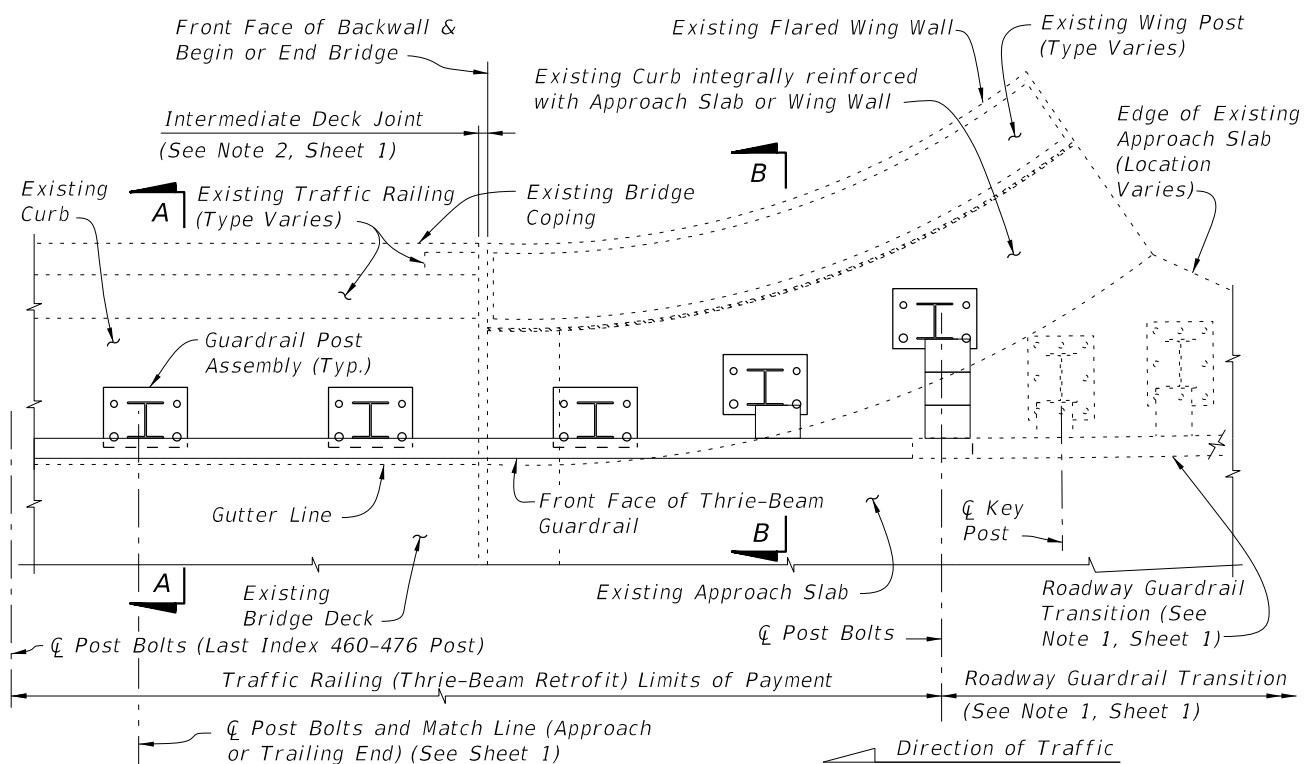 Front Face of Backwall &
Begin or End Bridge
Existing Flared Wing Wall
Existing Wing Post
(Type Varies)
Existing Curb integrally reinforced
with Approach Slab or Wing Wall
Intermediate Deck Joint
(See Note 2, Sheet 1)
Edge of Existing
Approach Slab
(Location
Varies)
Existing
Curb
A
Existing Traffic Railing
(Type Varies)
Existing Bridge
Coping
B
Guardrail Post
Assembly (Typ.)
Gutter Line
Front Face of Thrie-Beam
Guardrail
B
℄ Key
Post
A
Existing
Bridge Deck
Existing Approach Slab
Roadway Guardrail
Transition (See
Note 1, Sheet 1)
℄ Post Bolts (Last Index 460-476 Post)
℄ Post Bolts
Traffic Railing (Thrie-Beam Retrofit) Limits of Payment
Roadway Guardrail Transition
(See Note 1, Sheet 1)
℄ Post Bolts and Match Line (Approach
or Trailing End) (See Sheet 1)
Direction of Traffic